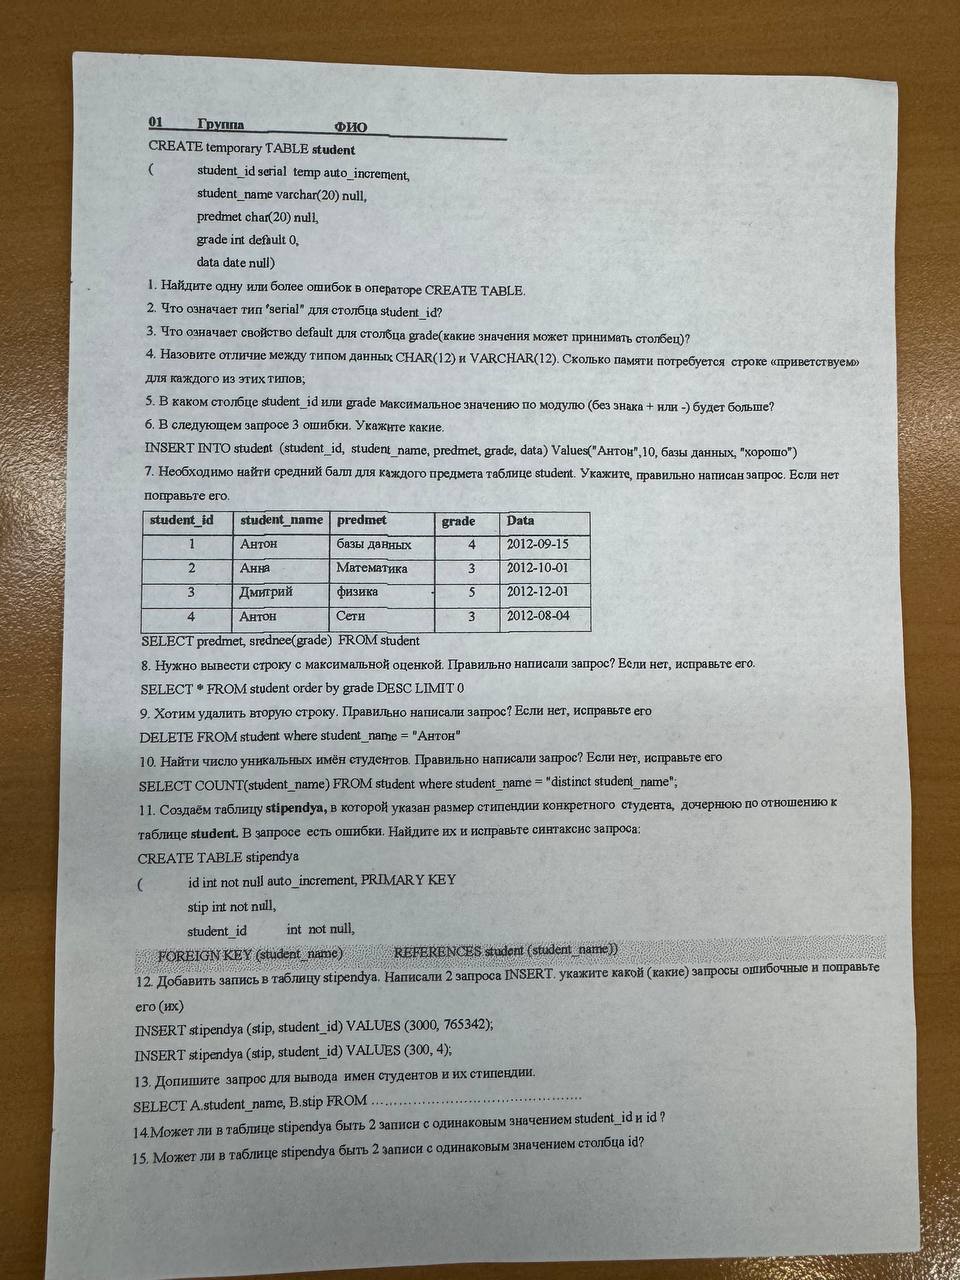 01 Группа ФИО
CREATE temporary TABLE student
( student_id serial temp auto_increment,
student_name varchar(20) null,
predmet char(20) null,
grade int default 0,
data date null)
1. Найдите одну или более ошибок в операторе CREATE TABLE.
2. Что означает тип "serial" для столбца student_id?
3. Что означает свойство default для столбца grade(какие значения может принимать столбец)?
4. Назовите отличие между типом данных CHAR(12) и VARCHAR(12). Сколько памяти потребуется строке «приветствуем»
для каждого из этих типов;
5. В каком столбце student_id или grade максимальное значению по модулю (без знака + или -) будет больше?
6. В следующем запросе 3 ошибки. Укажите какие.
INSERT INTO student (student_id, student_name, predmet, grade, data) Values("Антон",10, базы данных, "хорошо")
7. Необходимо найти средний балл для каждого предмета таблице student. Укажите, правильно написан запрос. Если нет
поправьте его.
student_id student_name predmet grade Data
1 Антон базы данных 4 2012-09-15
2 Анна Математика 3 2012-10-01
3 Дмитрий физика 5 2012-12-01
4 Антон Сети 3 2012-08-04
SELECT predmet, srednee(grade) FROM student
8. Нужно вывести строку с максимальной оценкой. Правильно написали запрос? Если нет, исправьте его.
SELECT * FROM student order by grade DESC LIMIT 0
9. Хотим удалить вторую строку. Правильно написали запрос? Если нет, исправьте его
DELETE FROM student where student_name = "Антон"
10. Найти число уникальных имён студентов. Правильно написали запрос? Если нет, исправьте его
SELECT COUNT(student_name) FROM student where student_name = "distinct student_name";
11. Создаём таблицу stipendya, в которой указан размер стипендии конкретного студента, дочернюю по отношению к
таблице student. В запросе есть ошибки. Найдите их и исправьте синтаксис запроса:
CREATE TABLE stipendya
( id int not null auto_increment, PRIMARY KEY
stip int not null,
student_id int not null,
FOREIGN KEY (student_name) REFERENCES student (student_name))
12. Добавить запись в таблицу stipendya. Написали 2 запроса INSERT. укажите какой (какие) запросы ошибочные и поправьте
его (их)
INSERT stipendya (stip, student_id) VALUES (3000, 765342);
INSERT stipendya (stip, student_id) VALUES (300, 4);
13. Допишите запрос для вывода имен студентов и их стипендии.
SELECT A.student_name, B.stip FROM ................................................
14.Может ли в таблице stipendya быть 2 записи с одинаковым значением student_id и id ?
15. Может ли в таблице stipendya быть 2 записи с одинаковым значением столбца id?